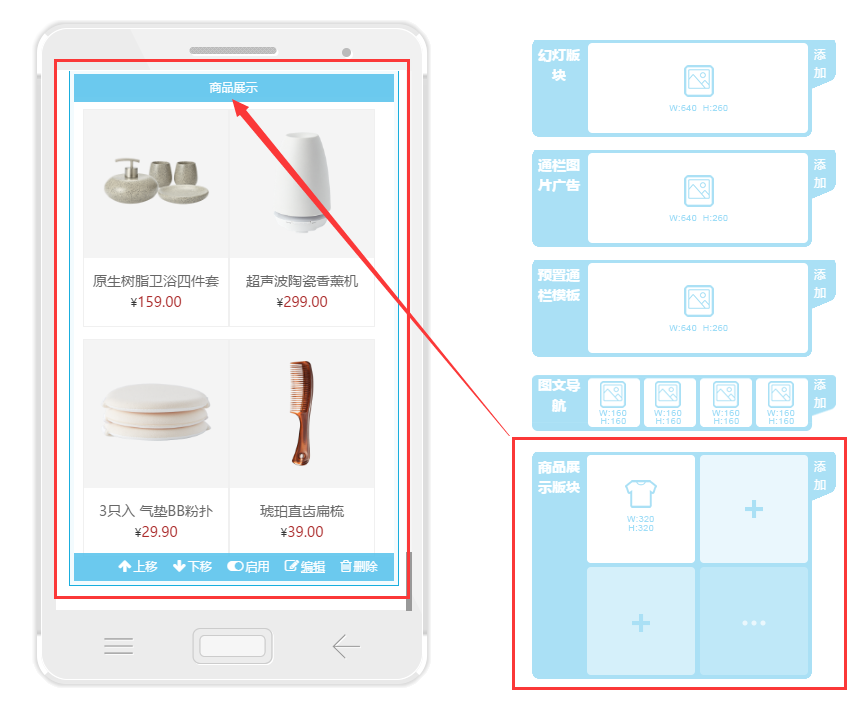 商品展示
原生树脂卫浴四件套
¥159.00
超声波陶瓷香薰机
¥299.00
3只入 气垫BB粉扑
¥29.90
琥珀直齿扁梳
¥39.00
上移 下移 启用 编辑 删除
幻灯版
块
W:640 H:260
添
加
通栏图
片广告
W:640 H:260
添
加
预置通
栏模板
W:640 H:260
添
加
图文导
航
W:160
H:160
W:160
H:160
W:160
H:160
W:160
H:160
添
加
商品展
示版块
W:320
H:320
添
加